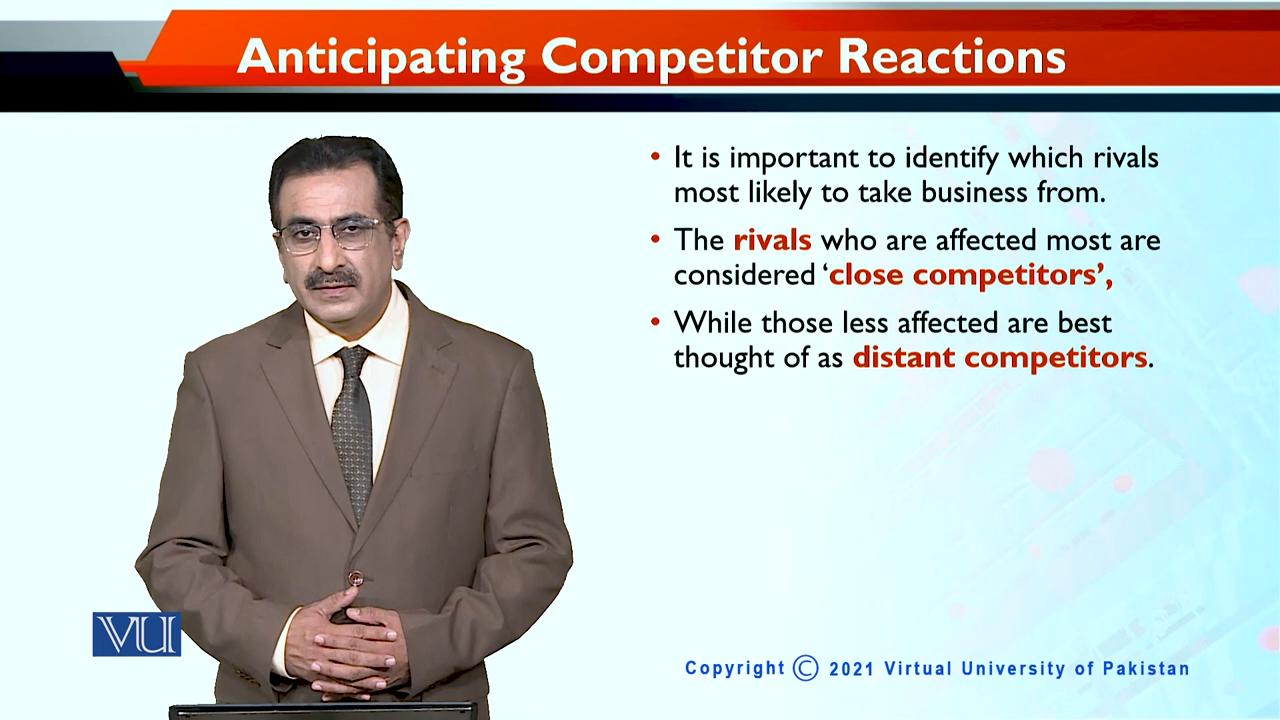 Anticipating Competitor Reactions
• It is important to identify which rivals
most likely to take business from.
• The rivals who are affected most are
considered ‘close competitors’,
• While those less affected are best
thought of as distant competitors.
VU
Copyright © 2021 Virtual University of Pakistan